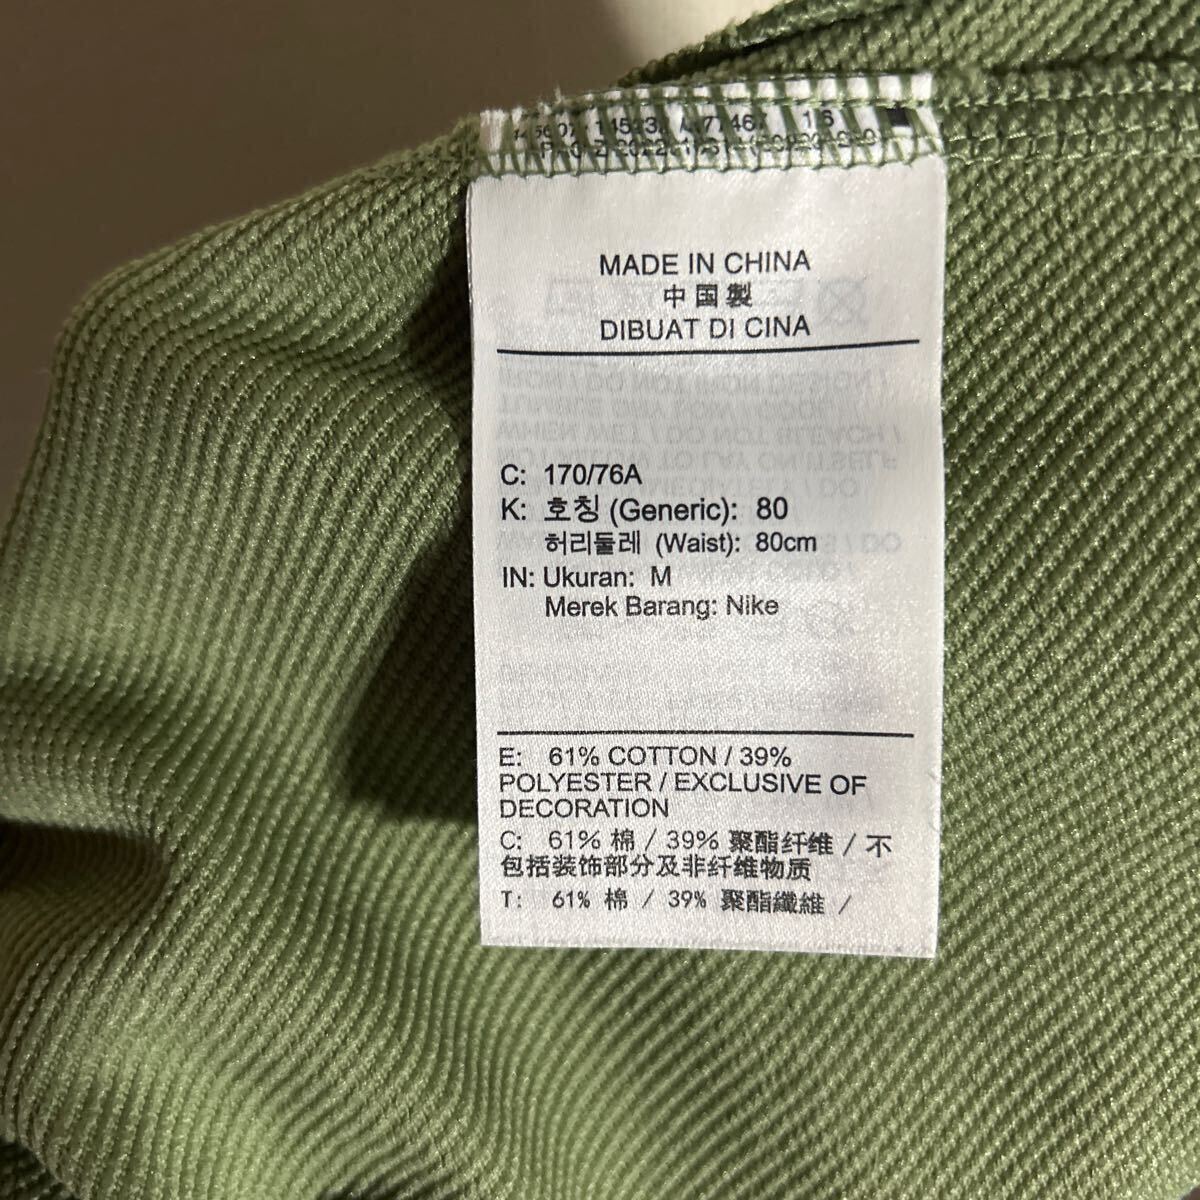 MADE IN CHINA
中国製
DIBUAT DI CINA
C: 170/76A
K: 호칭 (Generic): 80
허리둘레 (Waist): 80cm
IN: Ukuran: M
Merek Barang: Nike
E: 61% COTTON / 39%
POLYESTER / EXCLUSIVE OF
DECORATION
C: 61% 棉 / 39% 聚酯纤维 / 不
包括装饰部分及非纤维物质
T: 61% 棉 / 39% 聚酯纖維 /